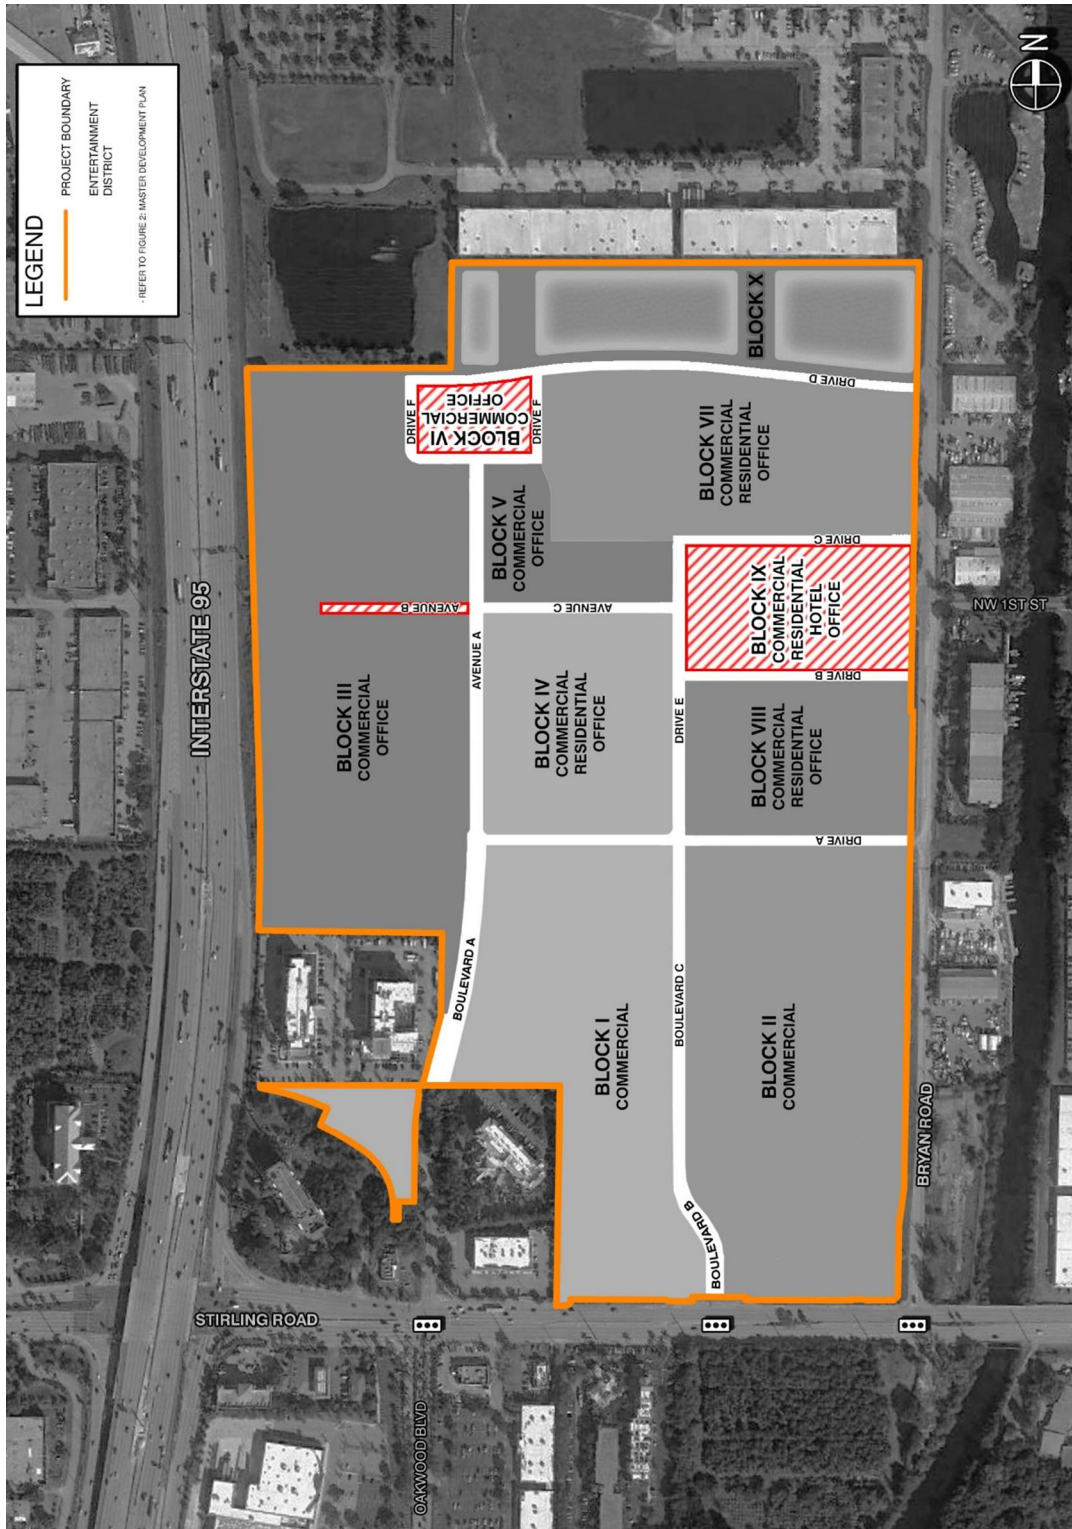 LEGEND
PROJECT BOUNDARY
ENTERTAINMENT
DISTRICT
- REFER TO FIGURE 2: MASTER DEVELOPMENT PLAN
N
INTERSTATE 95
STIRLING ROAD
OAKWOOD BLVD
BRYAN ROAD
NW 1ST ST
BLOCK III
COMMERCIAL
OFFICE
AVENUE B
AVENUE A
BOULEVARD A
DRIVE F
BLOCK VI
COMMERCIAL
OFFICE
DRIVE F
BLOCK V
COMMERCIAL
OFFICE
AVENUE C
BLOCK IV
COMMERCIAL
RESIDENTIAL
OFFICE
DRIVE E
BLOCK I
COMMERCIAL
BOULEVARD C
BOULEVARD B
BLOCK II
COMMERCIAL
DRIVE A
BLOCK VIII
COMMERCIAL
RESIDENTIAL
OFFICE
DRIVE B
BLOCK IX
COMMERCIAL
RESIDENTIAL
HOTEL
OFFICE
DRIVE C
BLOCK VII
COMMERCIAL
RESIDENTIAL
OFFICE
DRIVE D
BLOCK X